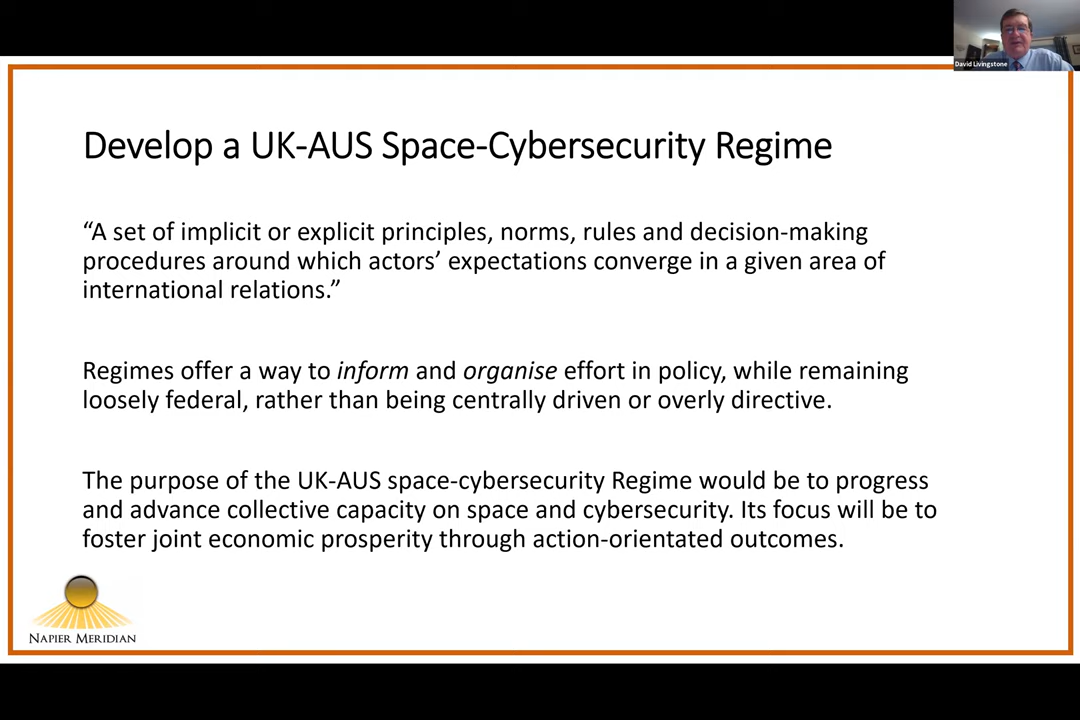 David Livingstone
Develop a UK-AUS Space-Cybersecurity Regime
“A set of implicit or explicit principles, norms, rules and decision-making
procedures around which actors’ expectations converge in a given area of
international relations.”
Regimes offer a way to inform and organise effort in policy, while remaining
loosely federal, rather than being centrally driven or overly directive.
The purpose of the UK-AUS space-cybersecurity Regime would be to progress
and advance collective capacity on space and cybersecurity. Its focus will be to
foster joint economic prosperity through action-orientated outcomes.
NAPIER MERIDIAN